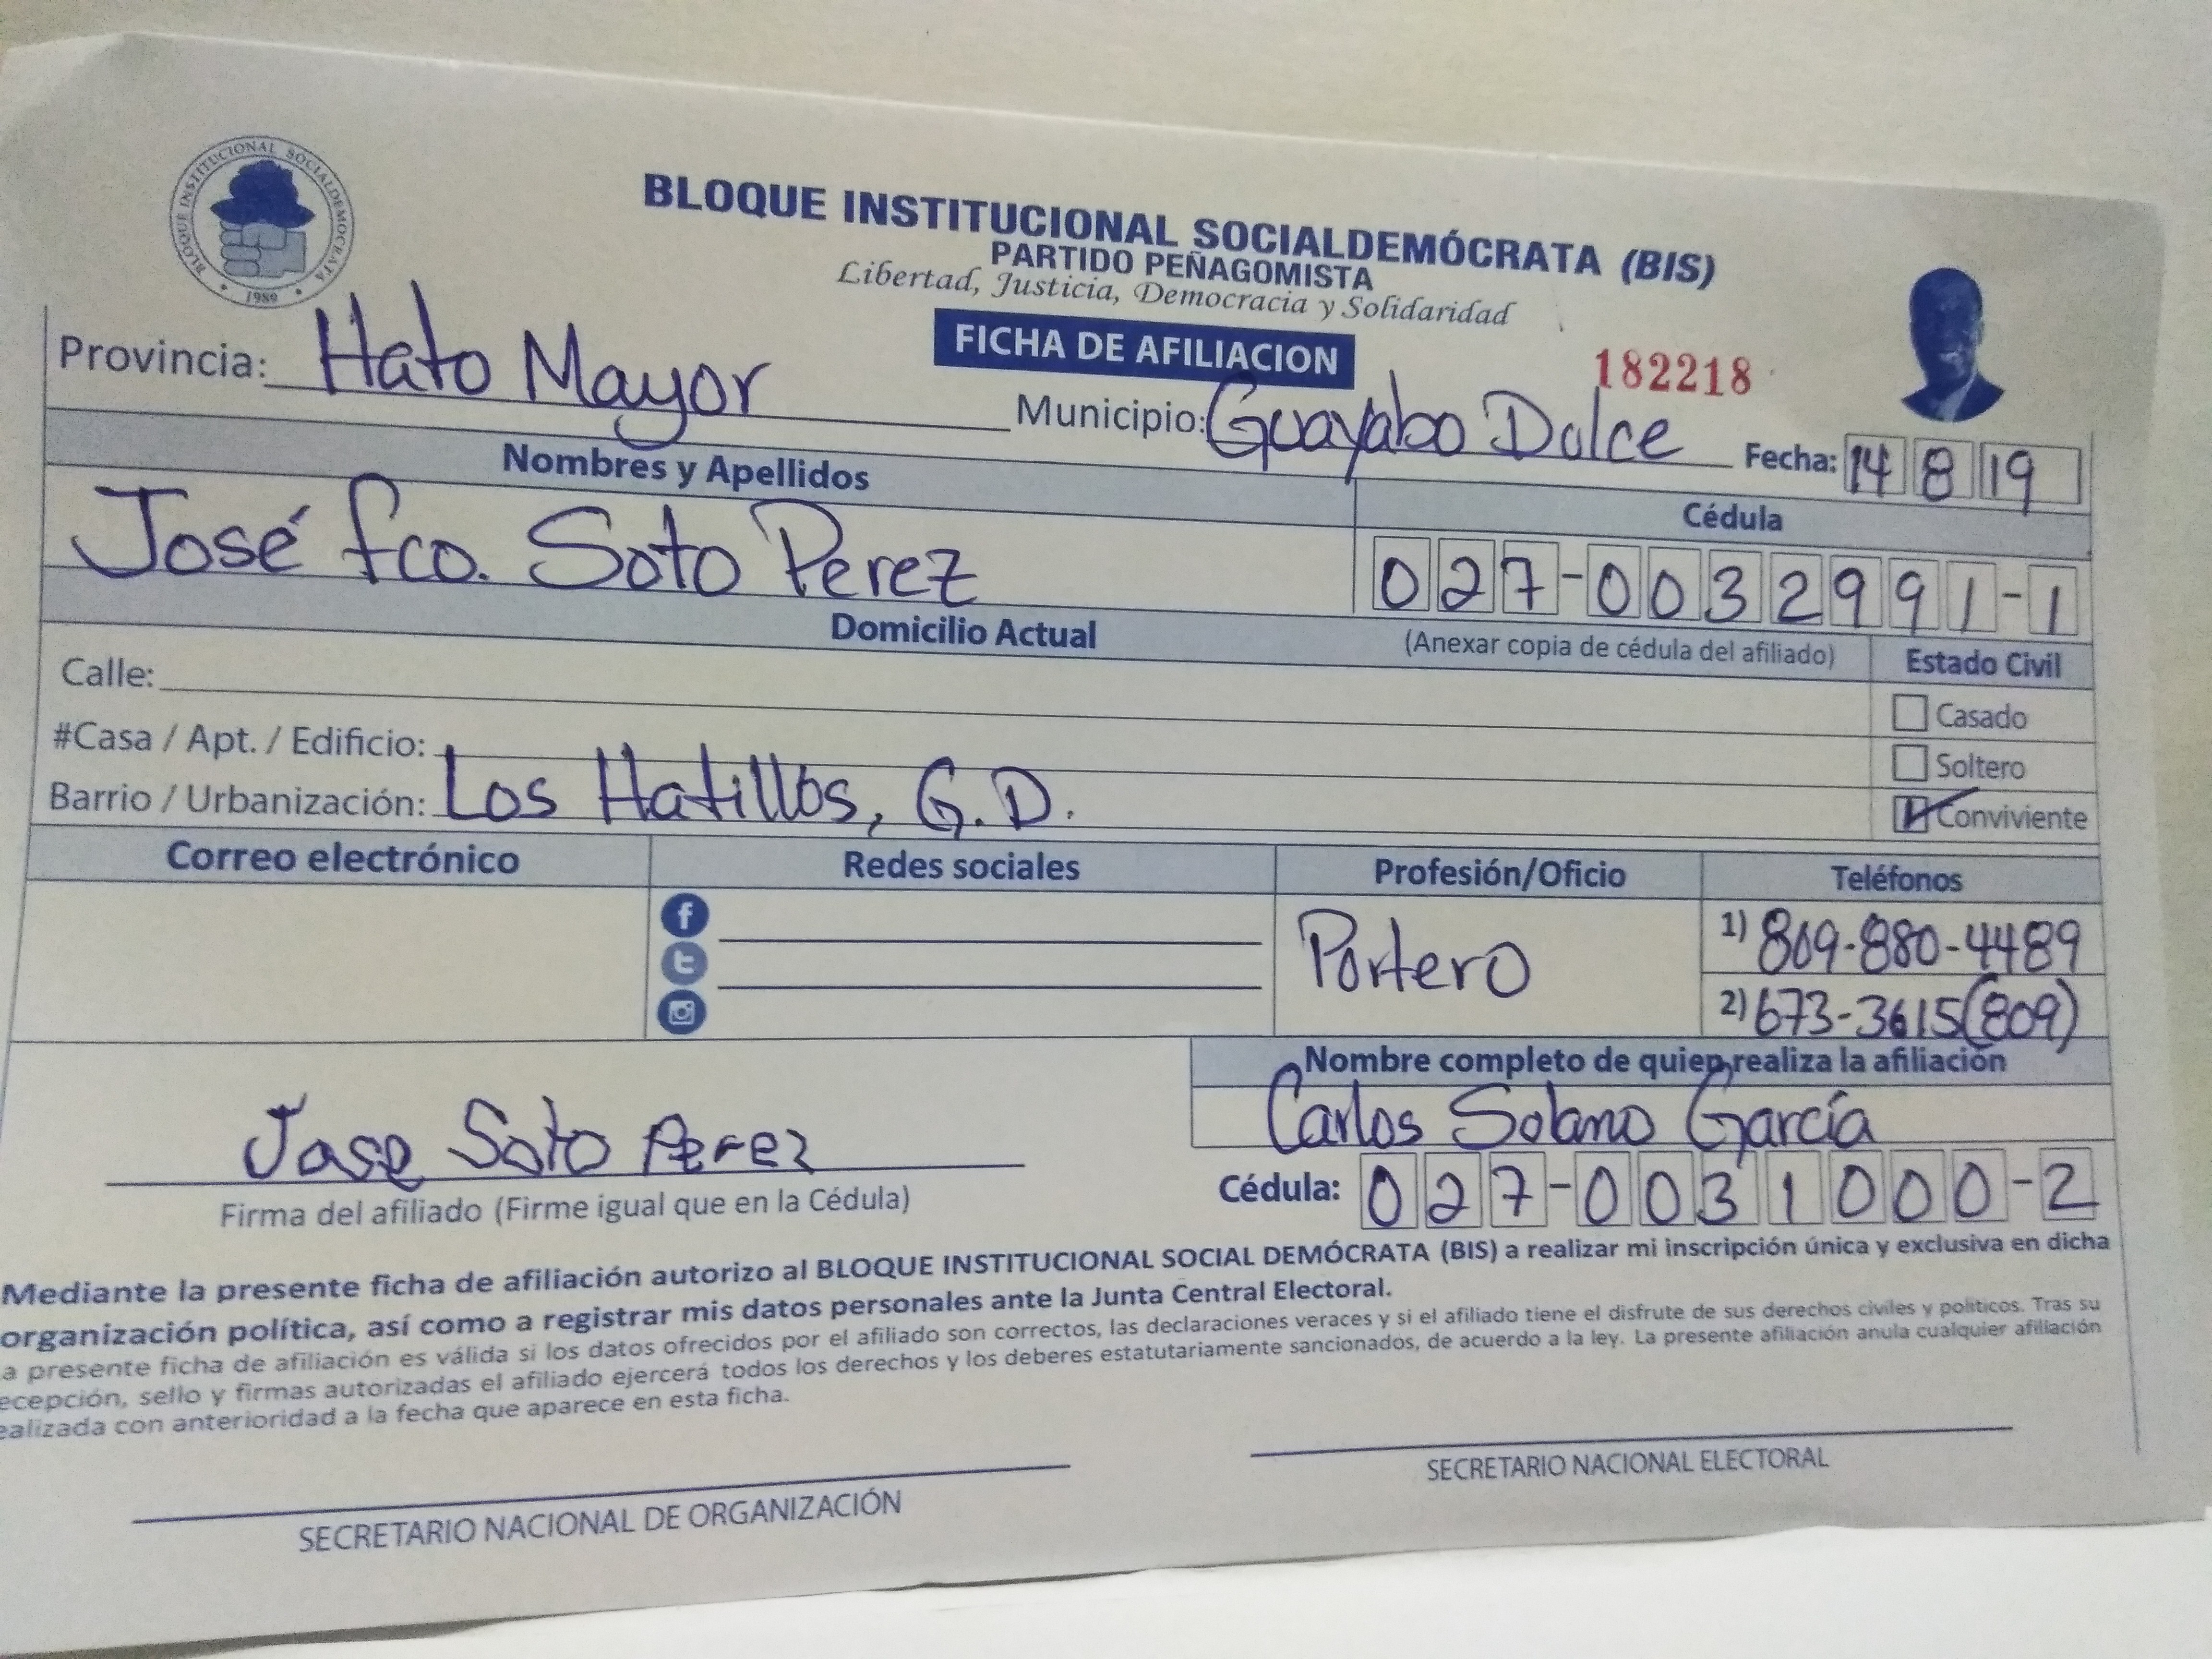 BLOQUE INSTITUCIONAL SOCIALDEMOCRATA
1989
BLOQUE INSTITUCIONAL SOCIALDEMÓCRATA (BIS)
PARTIDO PEÑAGOMISTA
Libertad, Justicia, Democracia y Solidaridad
FICHA DE AFILIACION
182218
Provincia: Hato Mayor Municipio: Guayabo Dulce Fecha: 14 8 19
Nombres y Apellidos Cédula
José Fco. Soto Perez 027-0032991-1
Domicilio Actual (Anexar copia de cédula del afiliado) Estado Civil
Calle: Casado
#Casa / Apt. / Edificio: Soltero
Barrio / Urbanización: Los Hatillos, G.D. Conviviente
Correo electrónico Redes sociales Profesión/Oficio Teléfonos
Portero 1) 809-880-4489
2) 673-3615(809)
Nombre completo de quien realiza la afiliación
Carlos Solano García
Jose Soto Perez
Firma del afiliado (Firme igual que en la Cédula) Cédula: 027-0031000-2
Mediante la presente ficha de afiliación autorizo al BLOQUE INSTITUCIONAL SOCIAL DEMÓCRATA (BIS) a realizar mi inscripción única y exclusiva en dicha
organización política, así como a registrar mis datos personales ante la Junta Central Electoral.
a presente ficha de afiliación es válida si los datos ofrecidos por el afiliado son correctos, las declaraciones veraces y si el afiliado tiene el disfrute de sus derechos civiles y políticos. Tras su
ecepción, sello y firmas autorizadas el afiliado ejercerá todos los derechos y los deberes estatutariamente sancionados, de acuerdo a la ley. La presente afiliación anula cualquier afiliación
ealizada con anterioridad a la fecha que aparece en esta ficha.
SECRETARIO NACIONAL DE ORGANIZACIÓN SECRETARIO NACIONAL ELECTORAL